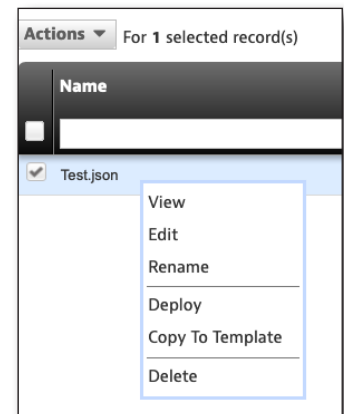 Actions For 1 selected record(s)
Name
Test.json
View
Edit
Rename
Deploy
Copy To Template
Delete